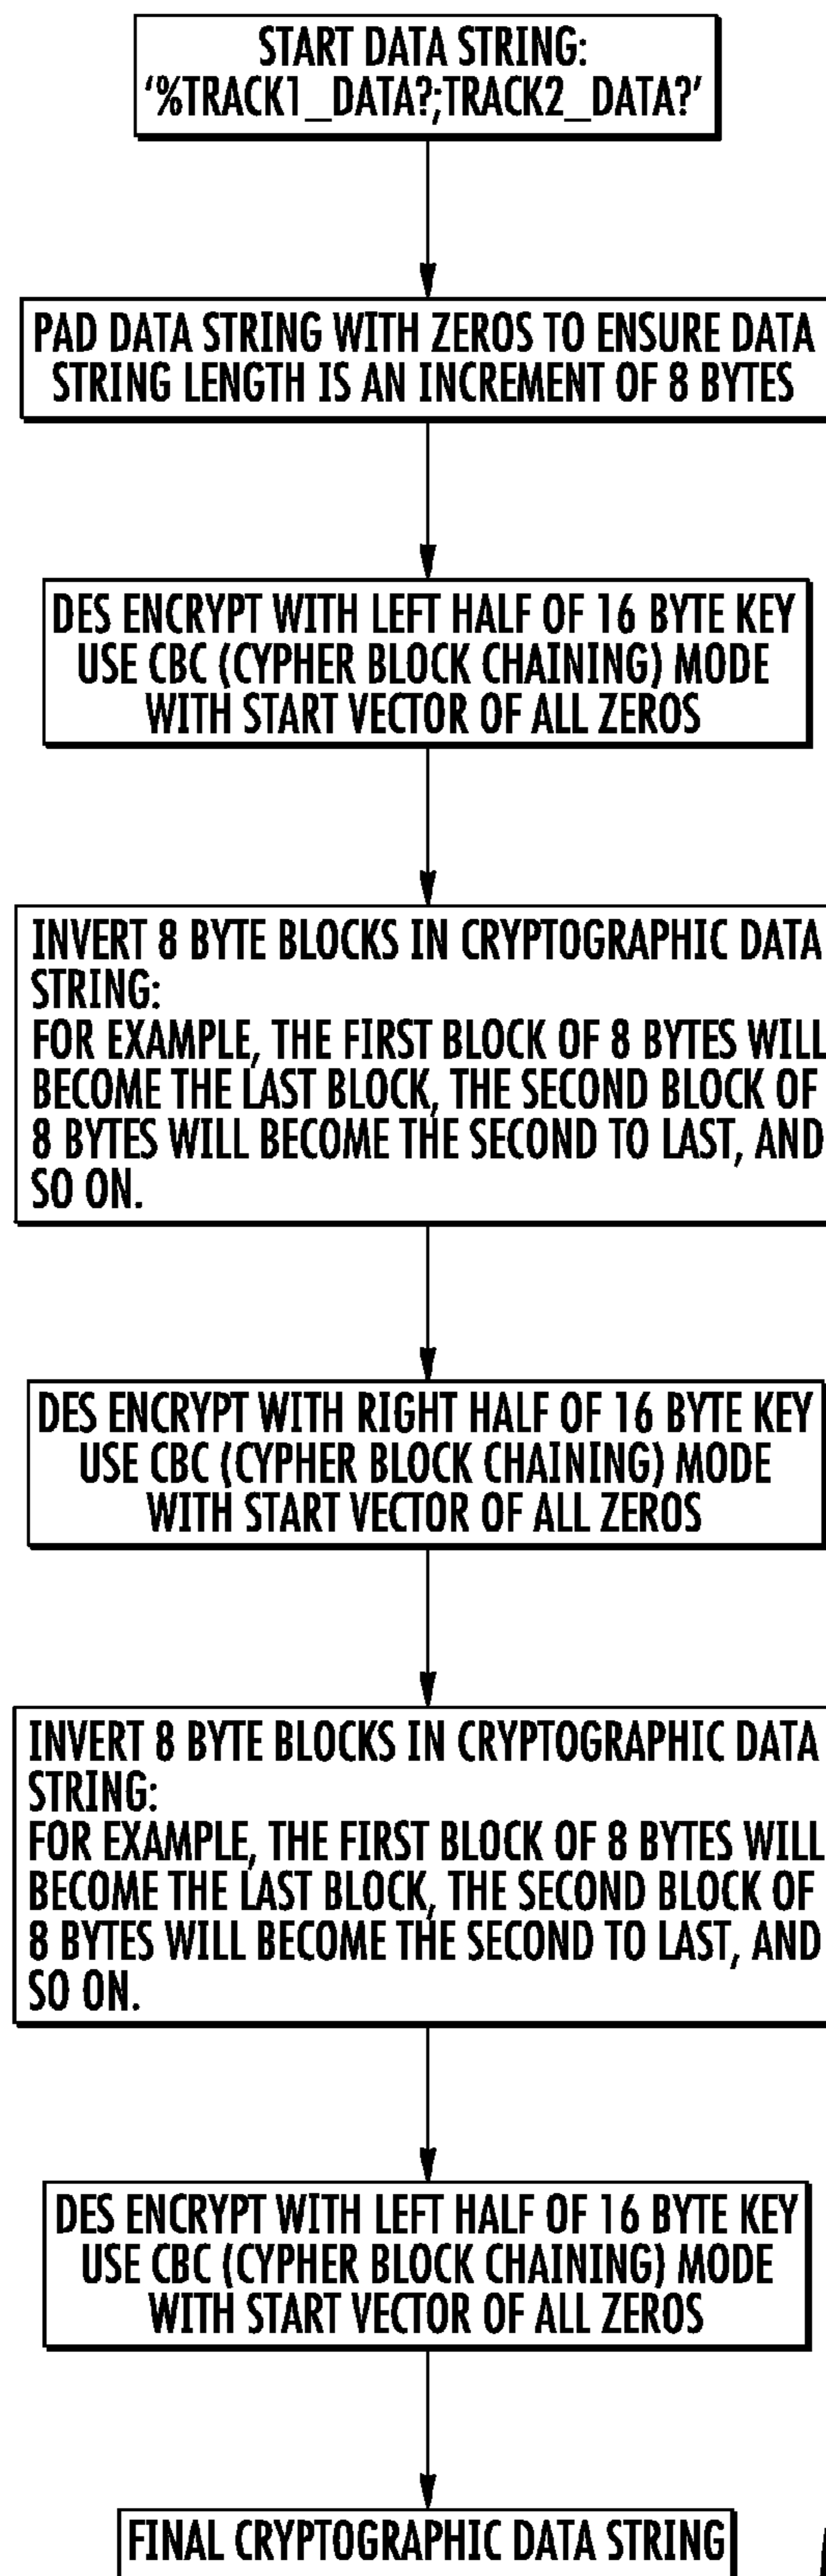 START DATA STRING:
‘%TRACK1_DATA?;TRACK2_DATA?’
PAD DATA STRING WITH ZEROS TO ENSURE DATA
STRING LENGTH IS AN INCREMENT OF 8 BYTES
DES ENCRYPT WITH LEFT HALF OF 16 BYTE KEY
USE CBC (CYPHER BLOCK CHAINING) MODE
WITH START VECTOR OF ALL ZEROS
INVERT 8 BYTE BLOCKS IN CRYPTOGRAPHIC DATA
STRING:
FOR EXAMPLE, THE FIRST BLOCK OF 8 BYTES WILL
BECOME THE LAST BLOCK, THE SECOND BLOCK OF
8 BYTES WILL BECOME THE SECOND TO LAST, AND
SO ON.
DES ENCRYPT WITH RIGHT HALF OF 16 BYTE KEY
USE CBC (CYPHER BLOCK CHAINING) MODE
WITH START VECTOR OF ALL ZEROS
INVERT 8 BYTE BLOCKS IN CRYPTOGRAPHIC DATA
STRING:
FOR EXAMPLE, THE FIRST BLOCK OF 8 BYTES WILL
BECOME THE LAST BLOCK, THE SECOND BLOCK OF
8 BYTES WILL BECOME THE SECOND TO LAST, AND
SO ON.
DES ENCRYPT WITH LEFT HALF OF 16 BYTE KEY
USE CBC (CYPHER BLOCK CHAINING) MODE
WITH START VECTOR OF ALL ZEROS
FINAL CRYPTOGRAPHIC DATA STRING